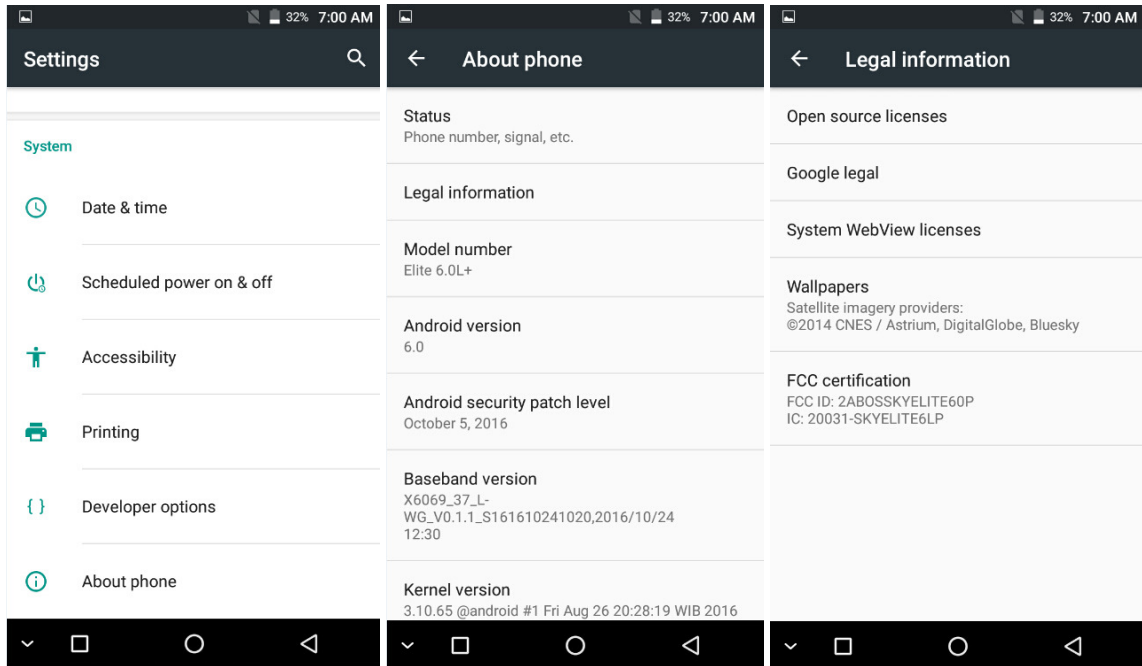 32% 7:00 AM
Settings
System
Date & time
Scheduled power on & off
Accessibility
Printing
{ } Developer options
About phone
32% 7:00 AM
About phone
Status
Phone number, signal, etc.
Legal information
Model number
Elite 6.0L+
Android version
6.0
Android security patch level
October 5, 2016
Baseband version
X6069_37_L-
WG_V0.1.1_S161610241020,2016/10/24
12:30
Kernel version
3.10.65 @android #1 Fri Aug 26 20:28:19 WIB 2016
32% 7:00 AM
Legal information
Open source licenses
Google legal
System WebView licenses
Wallpapers
Satellite imagery providers:
©2014 CNES / Astrium, DigitalGlobe, Bluesky
FCC certification
FCC ID: 2ABOSSKYELITE60P
IC: 20031-SKYELITE6LP